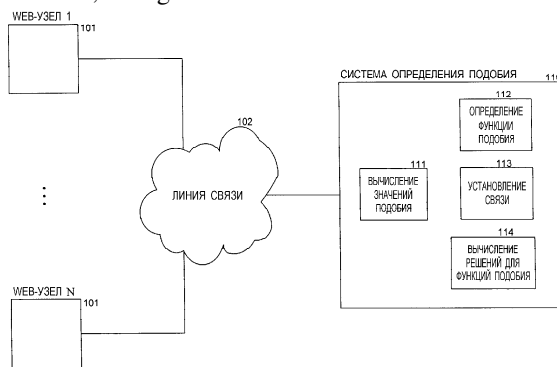 WEB-УЗЕЛ 1
101
СИСТЕМА ОПРЕДЕЛЕНИЯ ПОДОБИЯ
112
ОПРЕДЕЛЕНИЕ
ФУНКЦИИ
ПОДОБИЯ
102
ЛИНИЯ СВЯЗИ
111
ВЫЧИСЛЕНИЕ
ЗНАЧЕНИЙ
ПОДОБИЯ
113
УСТАНОВЛЕНИЕ
СВЯЗИ
114
ВЫЧИСЛЕНИЕ
РЕШЕНИЙ ДЛЯ
ФУНКЦИЙ ПОДОБИЯ
WEB-УЗЕЛ N
101